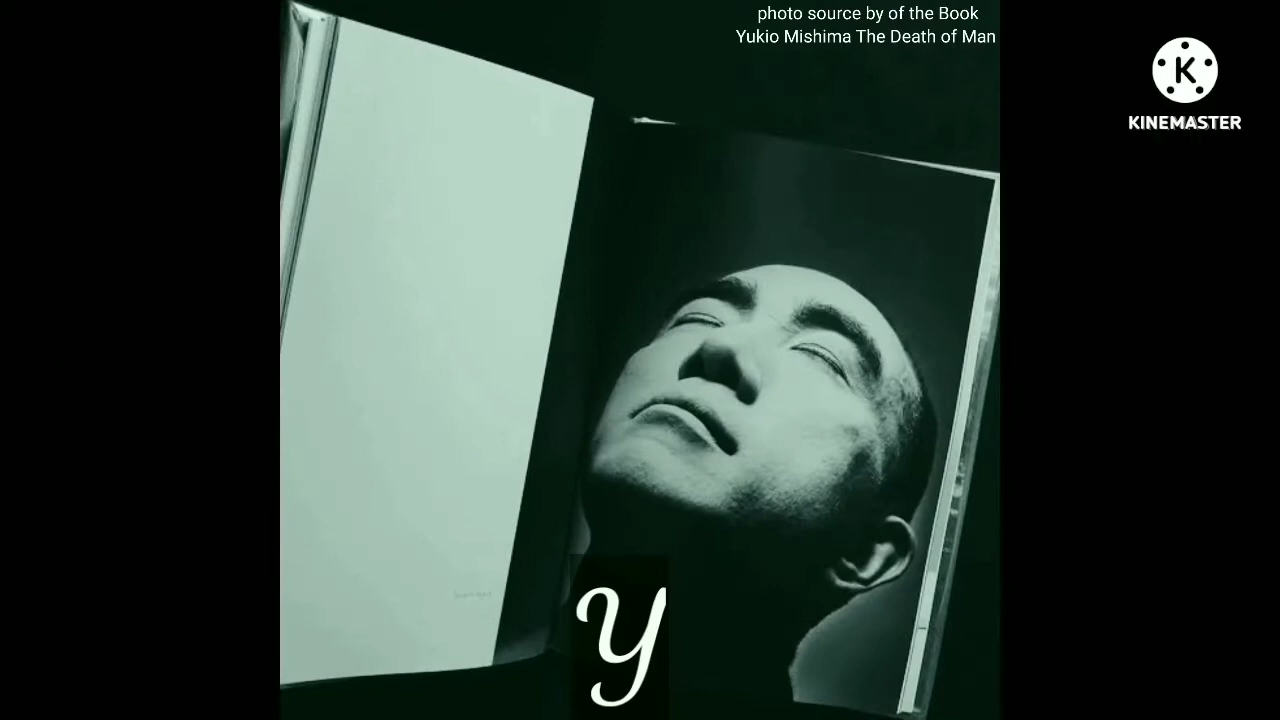 photo source by of the Book
Yukio Mishima The Death of Man
K
KINEMASTER
Y